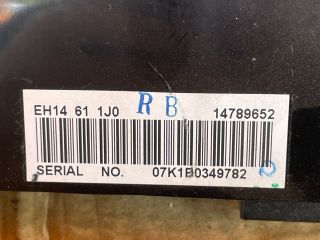 EH14 61 1J0 R B 14789652
SERIAL NO. 07K1B0349782